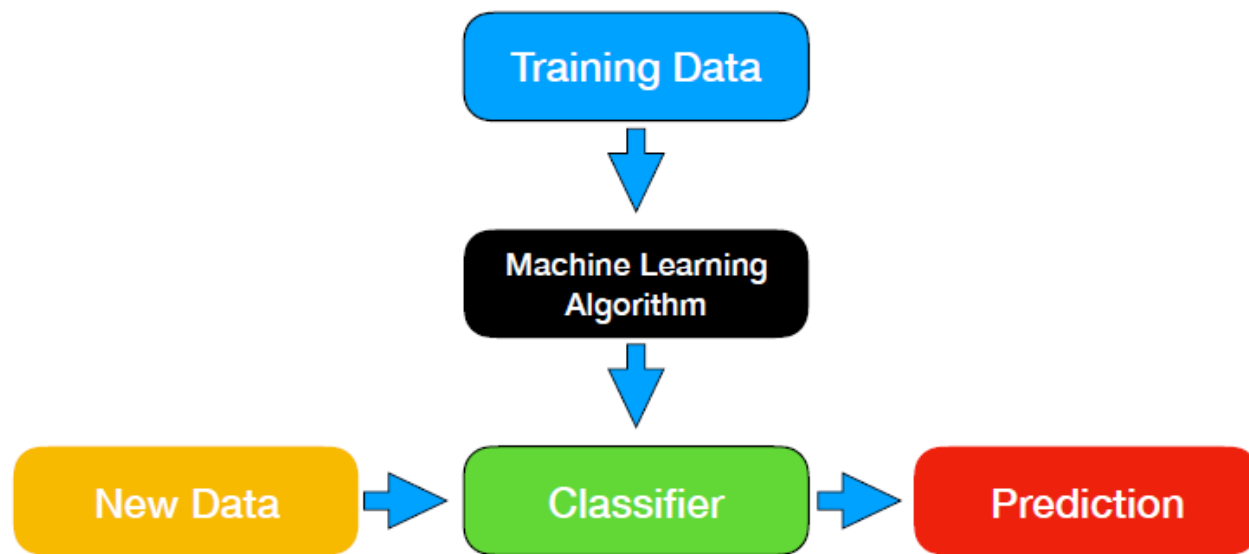 Training Data
Machine Learning
Algorithm
New Data
Classifier
Prediction